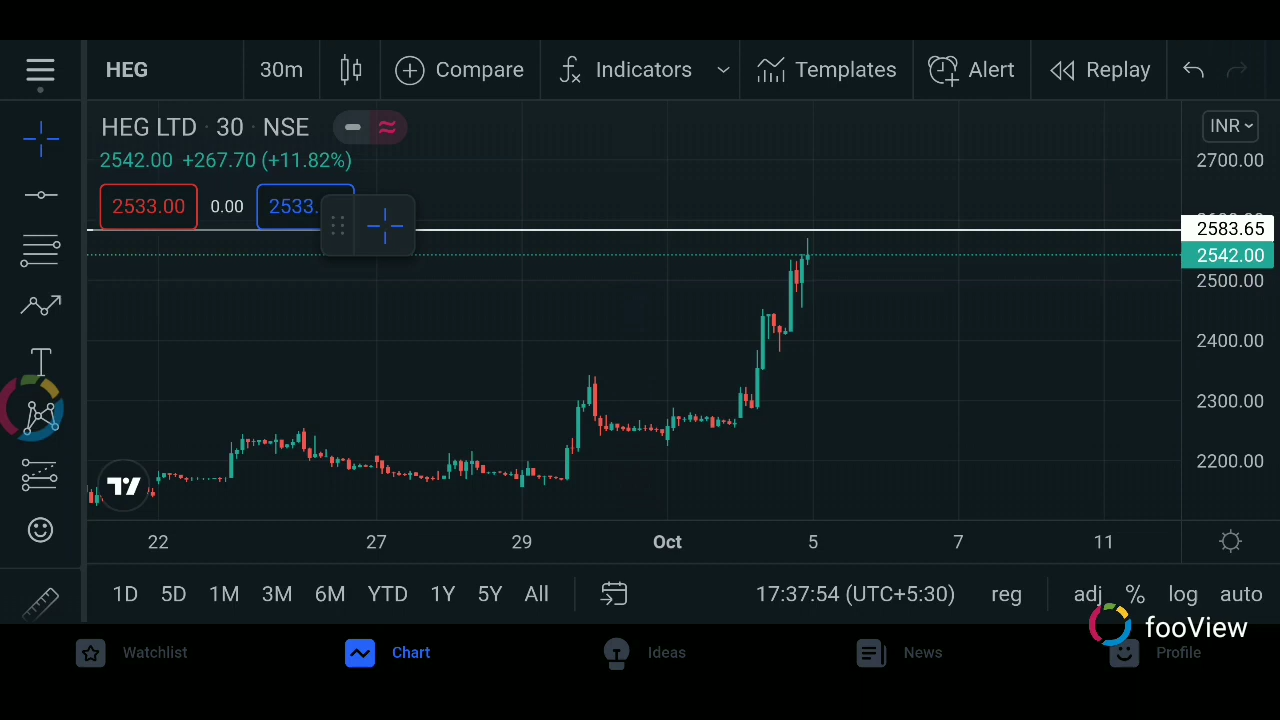 HEG 30m Compare Indicators Templates Alert Replay
HEG LTD · 30 · NSE
INR
2542.00 +267.70 (+11.82%)
2700.00
2533.00 0.00 2533.
2583.65
2542.00
2500.00
2400.00
2300.00
2200.00
22 27 29 Oct 5 7 11
1D 5D 1M 3M 6M YTD 1Y 5Y All 17:37:54 (UTC+5:30) reg adj % log auto
fooView
Watchlist Chart Ideas News Profile